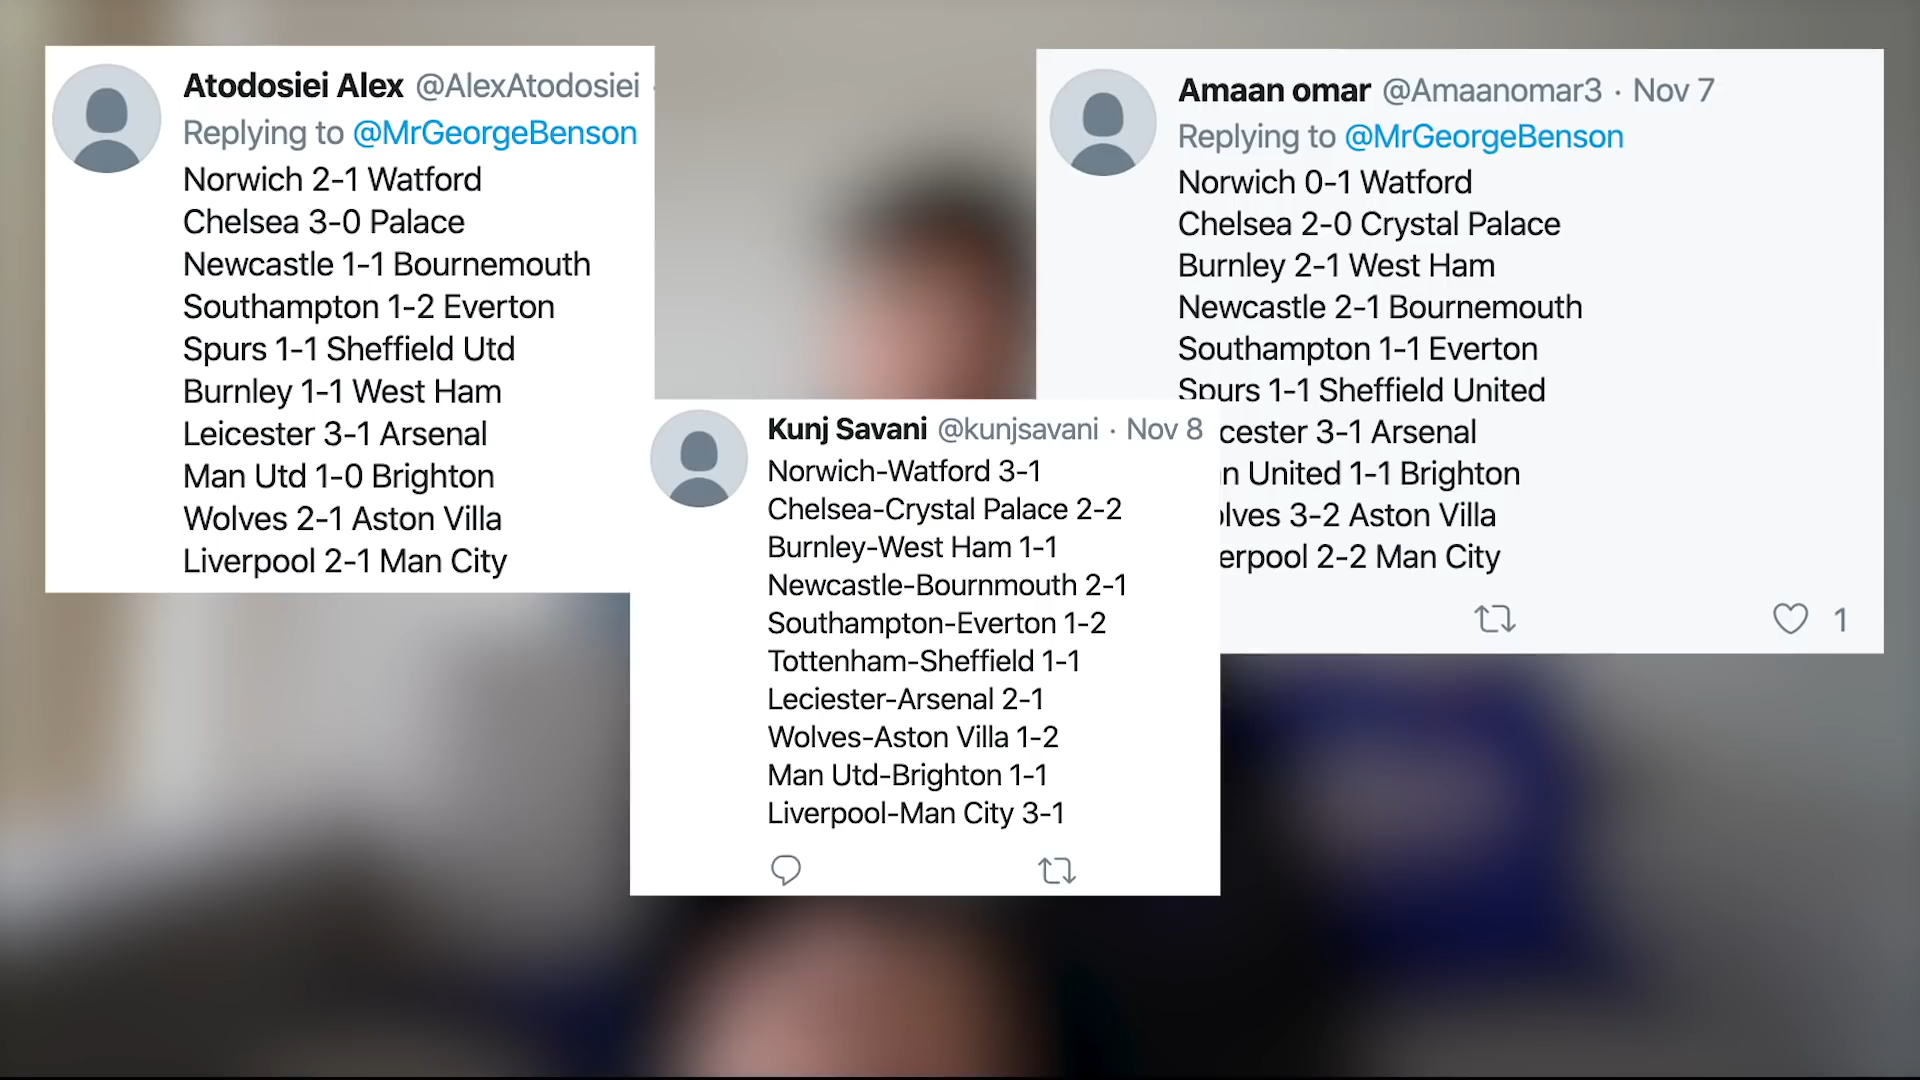 Atodosiei Alex @AlexAtodosiei ·
Replying to @MrGeorgeBenson
Norwich 2-1 Watford
Chelsea 3-0 Palace
Newcastle 1-1 Bournemouth
Southampton 1-2 Everton
Spurs 1-1 Sheffield Utd
Burnley 1-1 West Ham
Leicester 3-1 Arsenal
Man Utd 1-0 Brighton
Wolves 2-1 Aston Villa
Liverpool 2-1 Man City
Kunj Savani @kunjsavani · Nov 8
Norwich-Watford 3-1
Chelsea-Crystal Palace 2-2
Burnley-West Ham 1-1
Newcastle-Bournmouth 2-1
Southampton-Everton 1-2
Tottenham-Sheffield 1-1
Leciester-Arsenal 2-1
Wolves-Aston Villa 1-2
Man Utd-Brighton 1-1
Liverpool-Man City 3-1
Amaan omar @Amaanomar3 · Nov 7
Replying to @MrGeorgeBenson
Norwich 0-1 Watford
Chelsea 2-0 Crystal Palace
Burnley 2-1 West Ham
Newcastle 2-1 Bournemouth
Southampton 1-1 Everton
Spurs 1-1 Sheffield United
cester 3-1 Arsenal
n United 1-1 Brighton
lves 3-2 Aston Villa
erpool 2-2 Man City
1